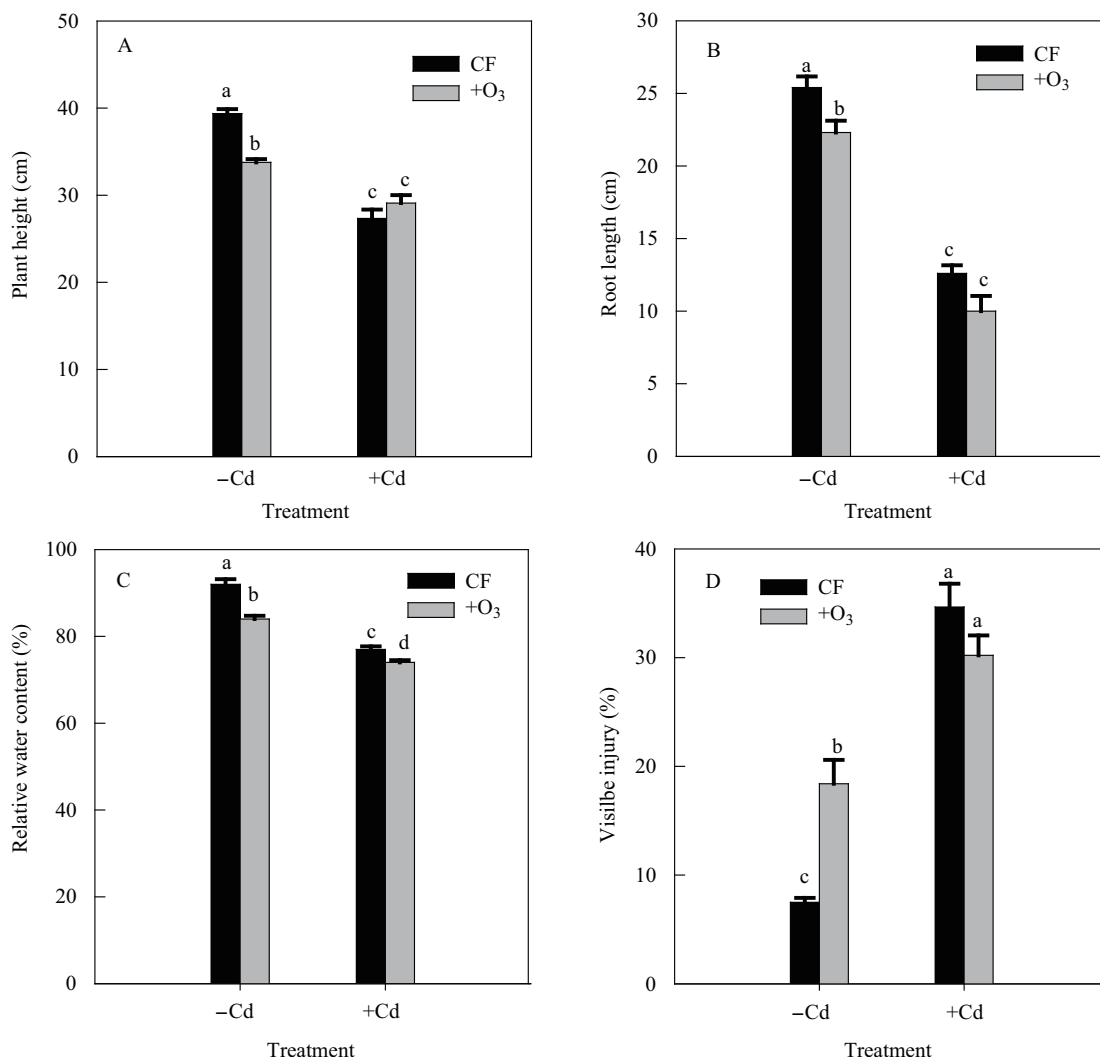 A
50
40
30
20
10
0
Plant height (cm)
CF
+O₃
a
b
c
c
−Cd
+Cd
Treatment
B
30
25
20
15
10
5
0
Root length (cm)
CF
+O₃
a
b
c
c
−Cd
+Cd
Treatment
C
100
80
60
40
20
0
Relative water content (%)
CF
+O₃
a
b
c
d
−Cd
+Cd
Treatment
D
40
30
20
10
0
Visilbe injury (%)
CF
+O₃
c
b
a
a
−Cd
+Cd
Treatment